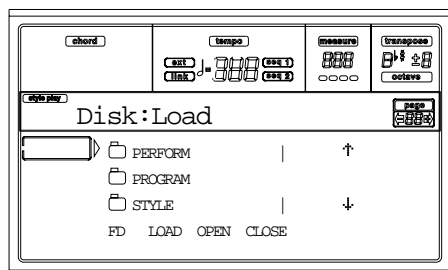 chord tempo measure transpose
ext seq 1
link seq 2
octave
style play page
Disk:Load
PERFORM
PROGRAM
STYLE
FD LOAD OPEN CLOSE